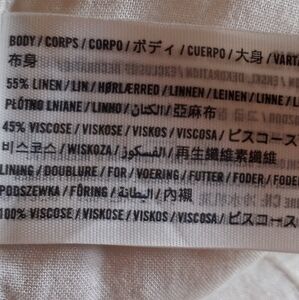 BODY / CORPS / CORPO / ボディ / CUERPO / 大身 / VARTA
布身
55% LINEN / LIN / HØRLÆRRED / LINNEN / LEINEN / LINNE / L
PŁÓTNO LNIANE / LINHO / الكتان / 亞麻布
45% VISCOSE / VISKOSE / VISKOS / VISCOSA / ビスコース
비스코스 / WISKOZA / الفسكوز / 再生纖維素纖維
LINING / DOUBLURE / FOR / VOERING / FUTTER / FODER / FODER
PODSZEWKA / FÔRING / البطانة / 內襯
100% VISCOSE / VISKOSE / VISKOS / VISCOSA / ビスコース